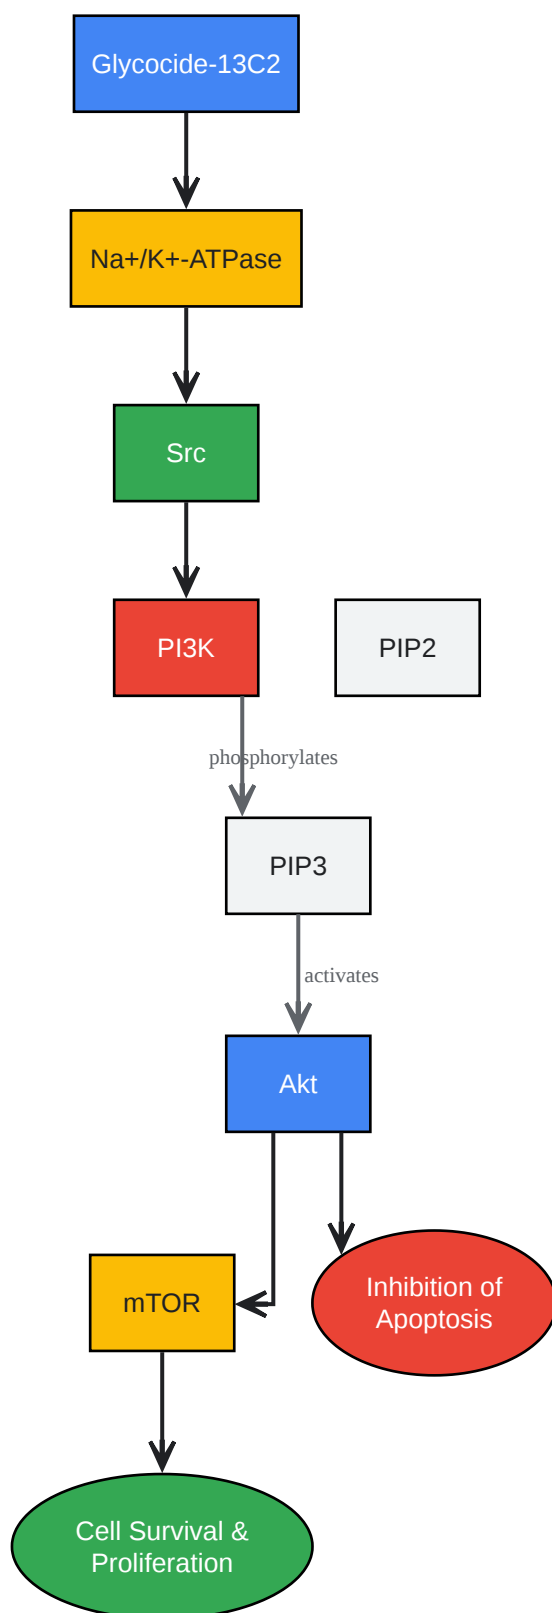 Glycocide-13C2
Na+/K+-ATPase
Src
PI3K
PIP2
phosphorylates
PIP3
activates
Akt
mTOR
Inhibition of
Apoptosis
Cell Survival &
Proliferation